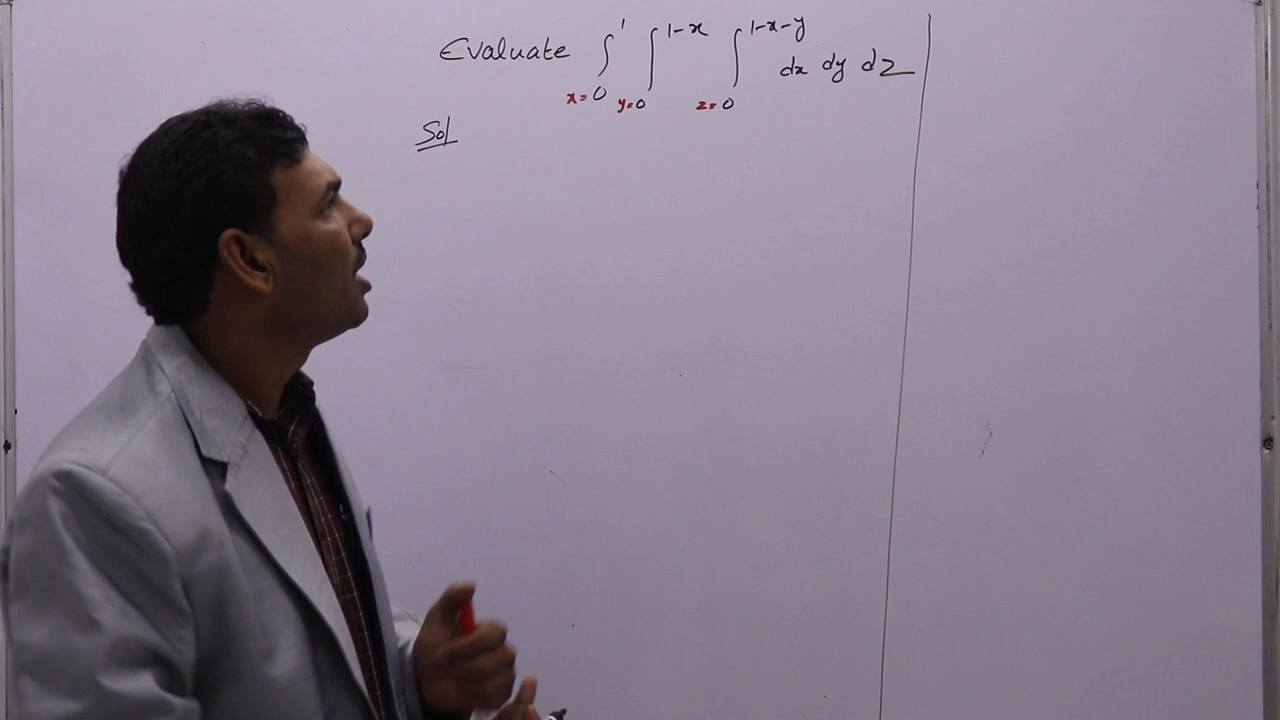 Evaluate ∫_{x=0}^{1} ∫_{y=0}^{1-x} ∫_{z=0}^{1-x-y} dx dy dz
Sol